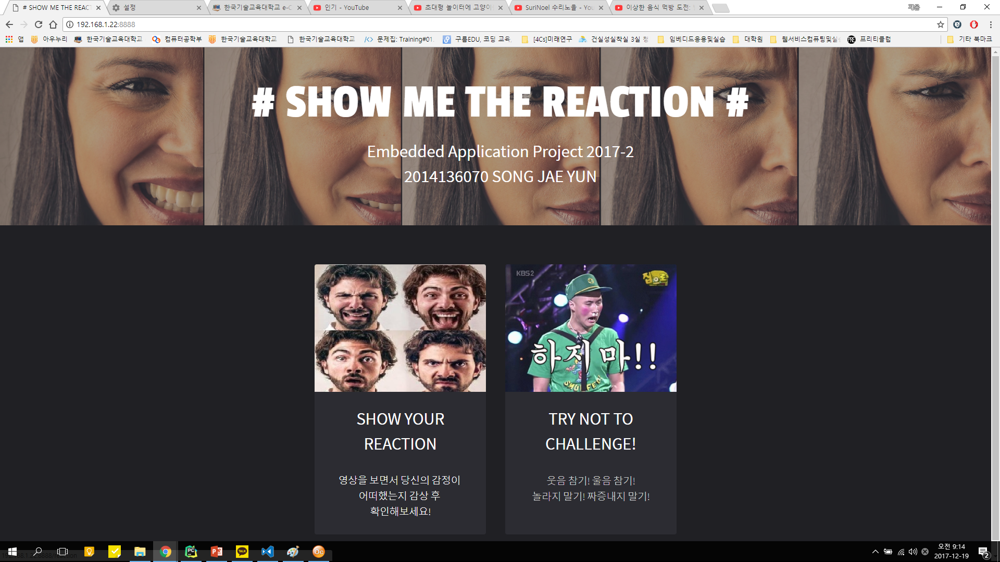 # SHOW ME THE REACT
설정
한국기술교육대학교 e-C
인기 - YouTube
초대형 놀이터에 고양이
SuriNoel 수리노을 - You
이상한 음식 먹방 도전:
재윤
192.168.1.22:8888
앱
아우누리
한국기술교육대학교
컴퓨터공학부
한국기술교육대학교
한국기술교육대학교
문제집: Training#01.
구름EDU, 코딩 교육,
[4Cs]미래연구
건실성실착실 3실 청
임베디드응용및실습
대학원
웹서비스컴퓨팅및실
프리티클럽
기타 북마크
# SHOW ME THE REACTION #
Embedded Application Project 2017-2
2014136070 SONG JAE YUN
KBS2
하지 마!!
SHOW YOUR
REACTION
영상을 보면서 당신의 감정이
어떠했는지 감상 후
확인해보세요!
TRY NOT TO
CHALLENGE!
웃음 참기! 울음 참기!
놀라지 말기! 짜증내지 말기!
192.168.1.22:8888/reaction
오전 9:14
2017-12-19
2